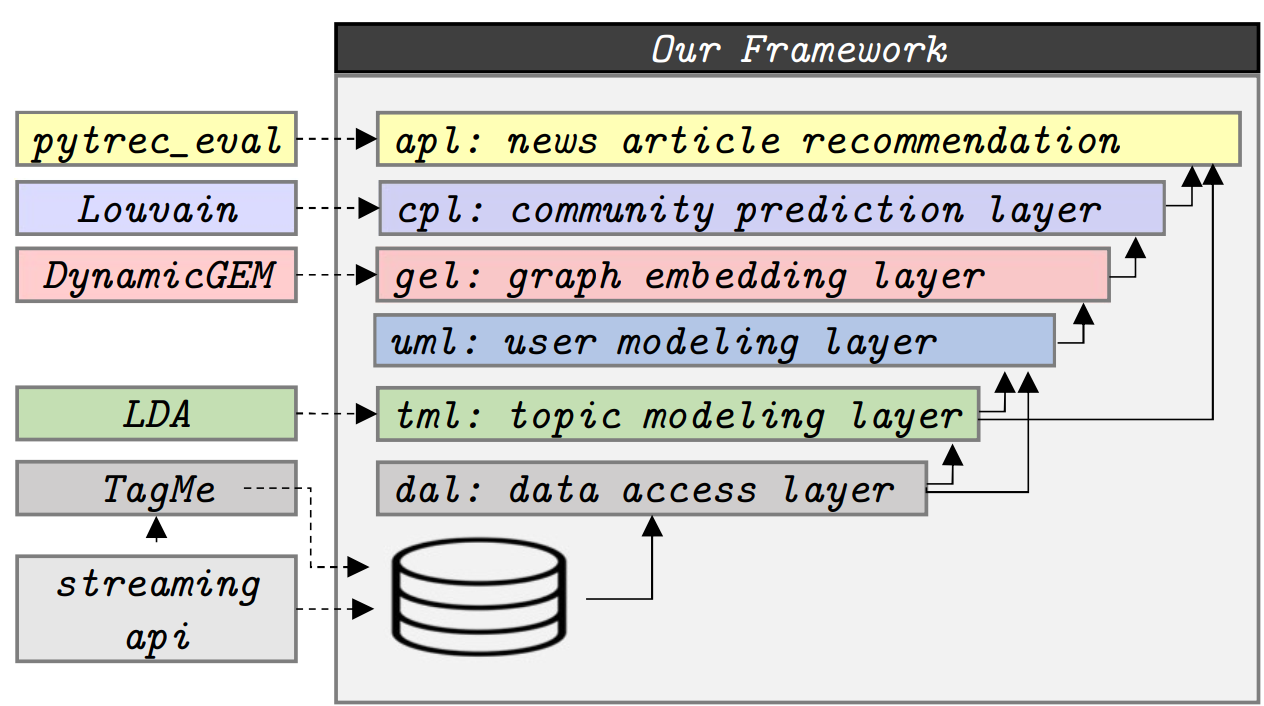 Our Framework
pytrec_eval
apl: news article recommendation
Louvain
cpl: community prediction layer
DynamicGEM
gel: graph embedding layer
uml: user modeling layer
LDA
tml: topic modeling layer
TagMe
dal: data access layer
streaming
api